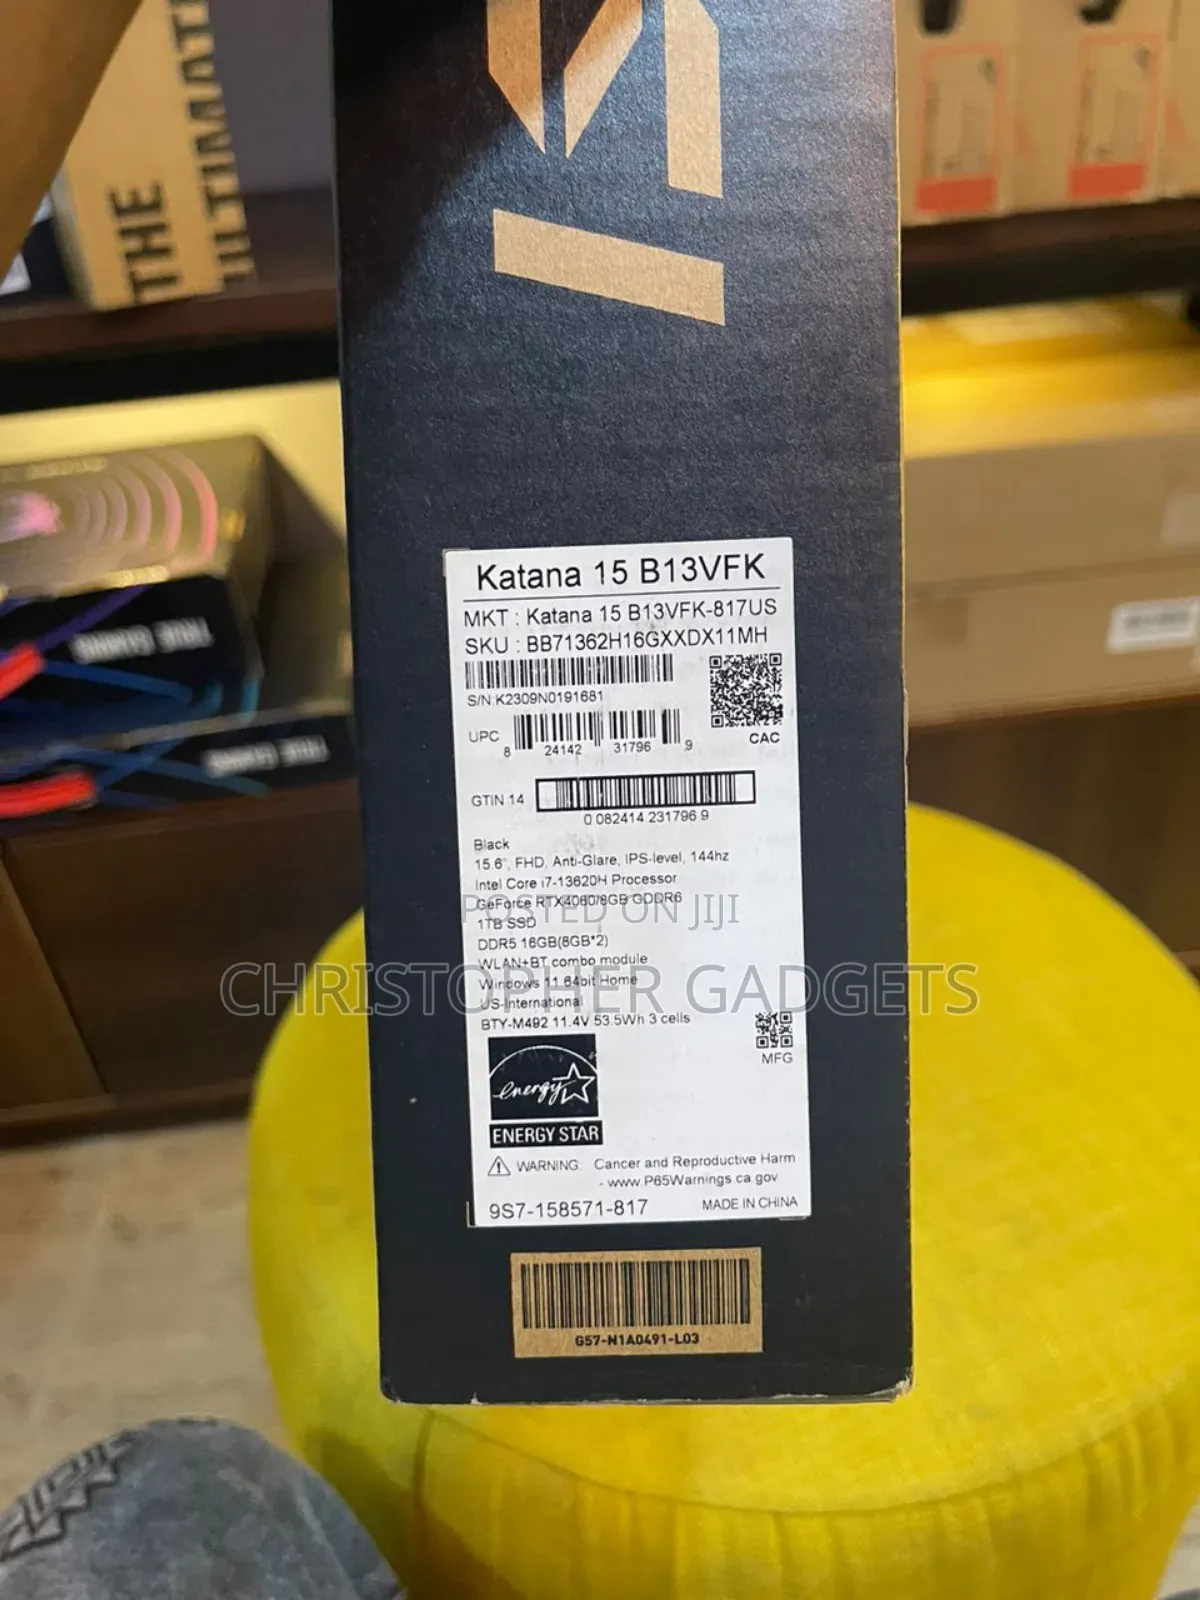 THE
ULTIMATE
Katana 15 B13VFK
MKT : Katana 15 B13VFK-817US
SKU : BB71362H16GXXDX11MH
S/N:K2309N0191681
UPC
8 24142 31796 9
CAC
GTIN 14
0 082414 231796 9
Black
15.6", FHD, Anti-Glare, IPS-level, 144hz
Intel Core i7-13620H Processor
GeForce RTX4060/8GB GDDR6
POSTED ON JIJI
1TB SSD
DDR5 16GB(8GB*2)
WLAN+BT combo module
CHRISTOPHER GADGETS
Windows 11 64bit Home
US-International
BTY-M492 11.4V 53.5Wh 3 cells
MFG
energy
ENERGY STAR
WARNING: Cancer and Reproductive Harm
- www.P65Warnings.ca.gov
9S7-158571-817
MADE IN CHINA
G57-N1A0491-L03
TRUE GAMING
TRUE GAMING